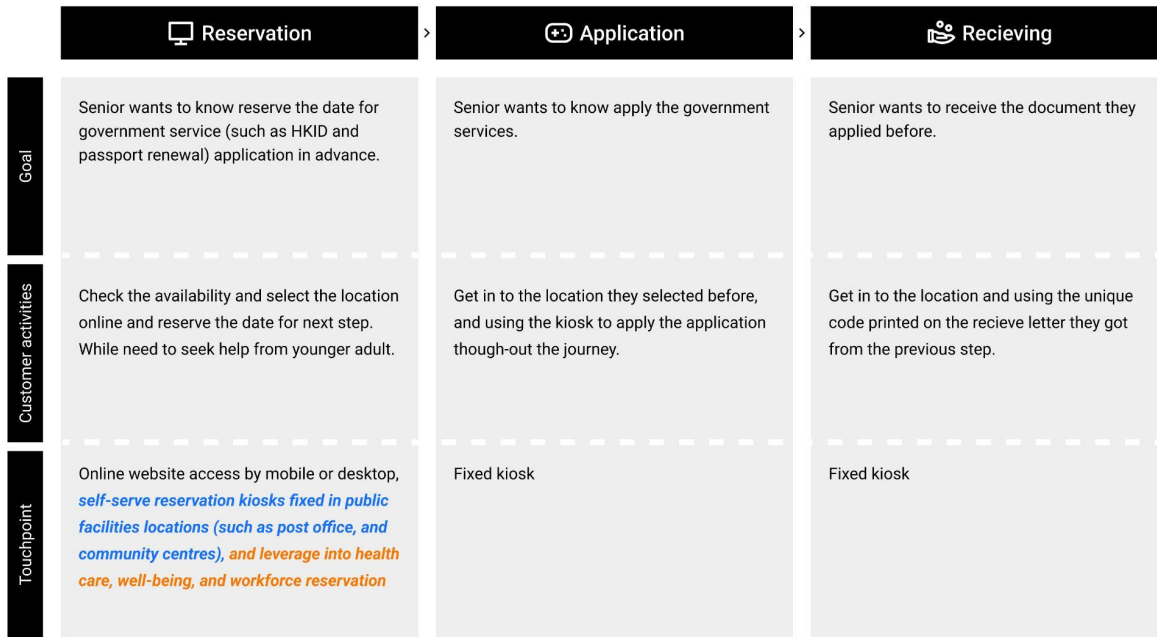 Reservation
›
Application
›
Recieving
Goal
Senior wants to know reserve the date for
government service (such as HKID and
passport renewal) application in advance.
Senior wants to know apply the government
services.
Senior wants to receive the document they
applied before.
Customer activities
Check the availability and select the location
online and reserve the date for next step.
While need to seek help from younger adult.
Get in to the location they selected before,
and using the kiosk to apply the application
though-out the journey.
Get in to the location and using the unique
code printed on the recieve letter they got
from the previous step.
Touchpoint
Online website access by mobile or desktop,
self-serve reservation kiosks fixed in public
facilities locations (such as post office, and
community centres), and leverage into health
care, well-being, and workforce reservation
Fixed kiosk
Fixed kiosk